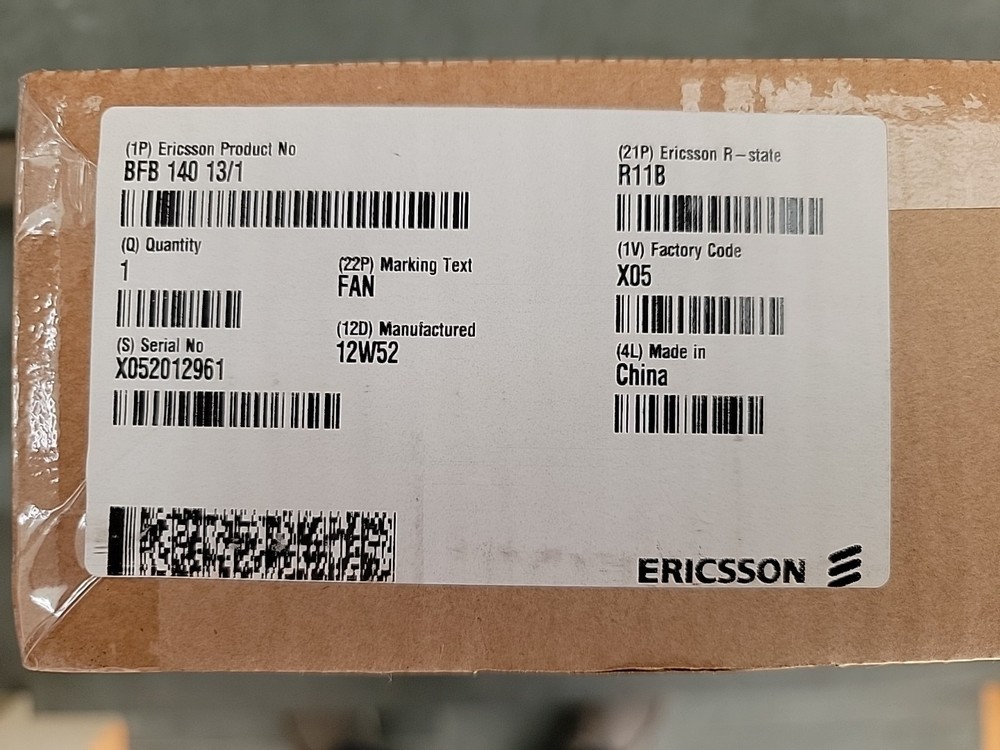 (1P) Ericsson Product No
BFB 140 13/1
(21P) Ericsson R-state
R11B
(Q) Quantity
1
(22P) Marking Text
FAN
(1V) Factory Code
X05
(S) Serial No
X052012961
(12D) Manufactured
12W52
(4L) Made in
China
ERICSSON